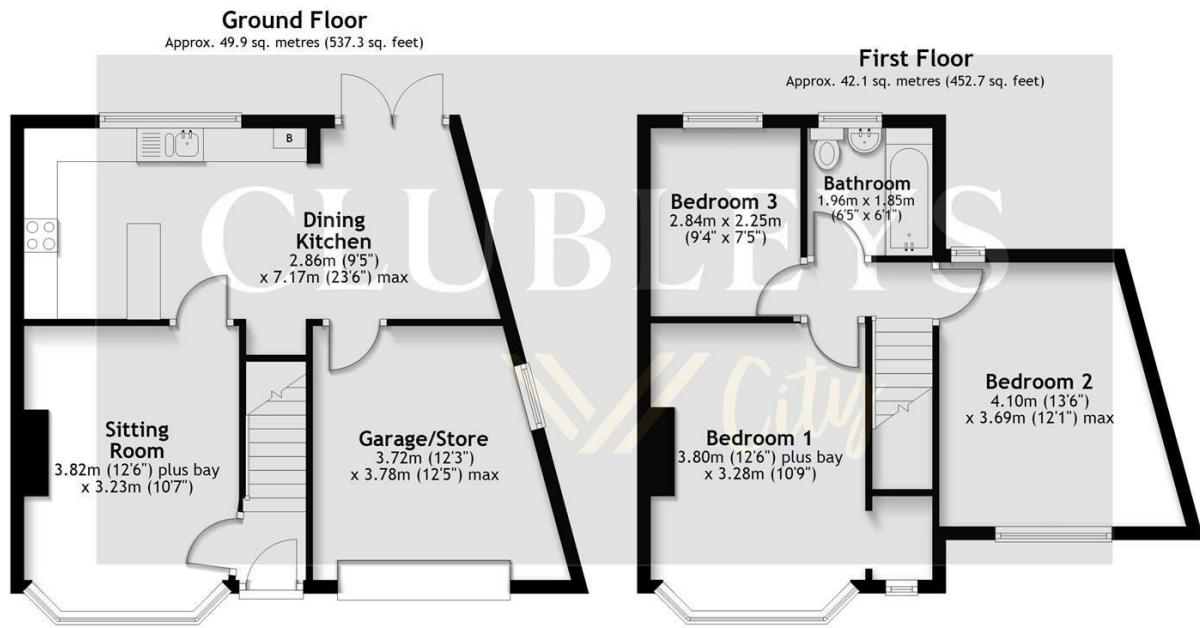 Ground Floor
Approx. 49.9 sq. metres (537.3 sq. feet)
First Floor
Approx. 42.1 sq. metres (452.7 sq. feet)
B
CLUBLEYS
City
Dining
Kitchen
2.86m (9'5")
x 7.17m (23'6") max
Sitting
Room
3.82m (12'6") plus bay
x 3.23m (10'7")
Garage/Store
3.72m (12'3")
x 3.78m (12'5") max
Bedroom 3
2.84m x 2.25m
(9'4" x 7'5")
Bathroom
1.96m x 1.85m
(6'5" x 6'1")
Bedroom 1
3.80m (12'6") plus bay
x 3.28m (10'9")
Bedroom 2
4.10m (13'6")
x 3.69m (12'1") max